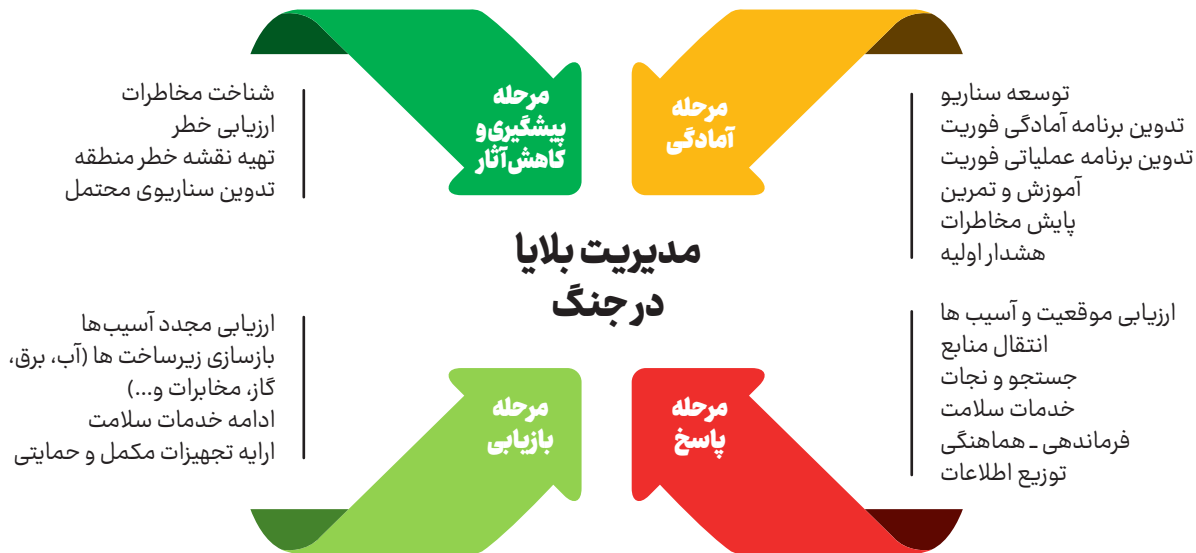 مدیریت بلایا
در جنگ
مرحله
پیشگیری و
کاهش آثار
شناخت مخاطرات
ارزیابی خطر
تهیه نقشه خطر منطقه
تدوین سناریوی محتمل
مرحله
آمادگی
توسعه سناریو
تدوین برنامه آمادگی فوریت
تدوین برنامه عملیاتی فوریت
آموزش و تمرین
پایش مخاطرات
هشدار اولیه
مرحله
پاسخ
ارزیابی موقعیت و آسیب ها
انتقال منابع
جستجو و نجات
خدمات سلامت
فرماندهی ـ هماهنگی
توزیع اطلاعات
مرحله
بازیابی
ارزیابی مجدد آسیب‌ها
بازسازی زیرساخت ها (آب، برق،
گاز، مخابرات و...)
ادامه خدمات سلامت
ارایه تجهیزات مکمل و حمایتی